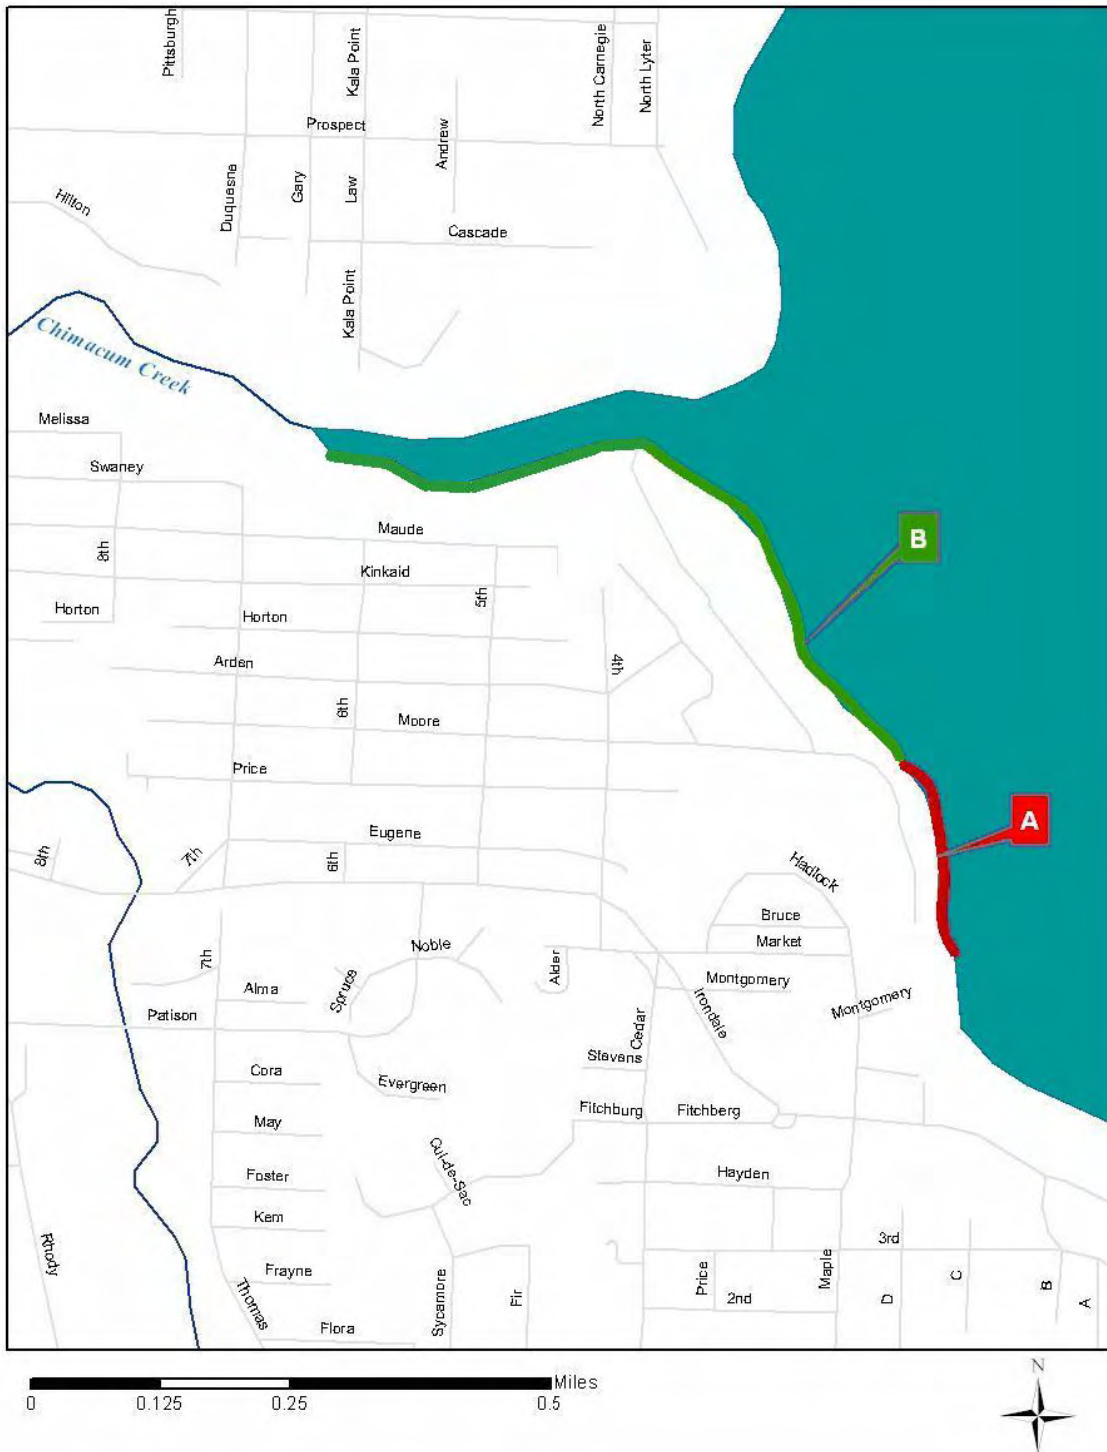 Pittsburgh
Kala Point
North Carnegie
North Lyter
Prospect
Andrew
Duquesne
Gary
Law
Hilton
Cascade
Kala Point
Chimacum Creek
Melissa
Swaney
Maude
B
8th
Kinkaid
5th
Horton
Horton
Arden
4th
6th
Moore
Price
A
Eugene
8th
7th
6th
Hadlock
Bruce
Market
Noble
7th
Alder
Spruce
Alma
Montgomery
Montgomery
Irondale
Patison
Cedar
Stevens
Cora
Evergreen
Fitchburg
Fitchberg
May
Cul-de-Sac
Foster
Hayden
Kem
3rd
Rhody
Frayne
Thomas
Sycamore
Fir
Price
2nd
Maple
D
C
B
A
Flora
N
Miles
0 0.125 0.25 0.5